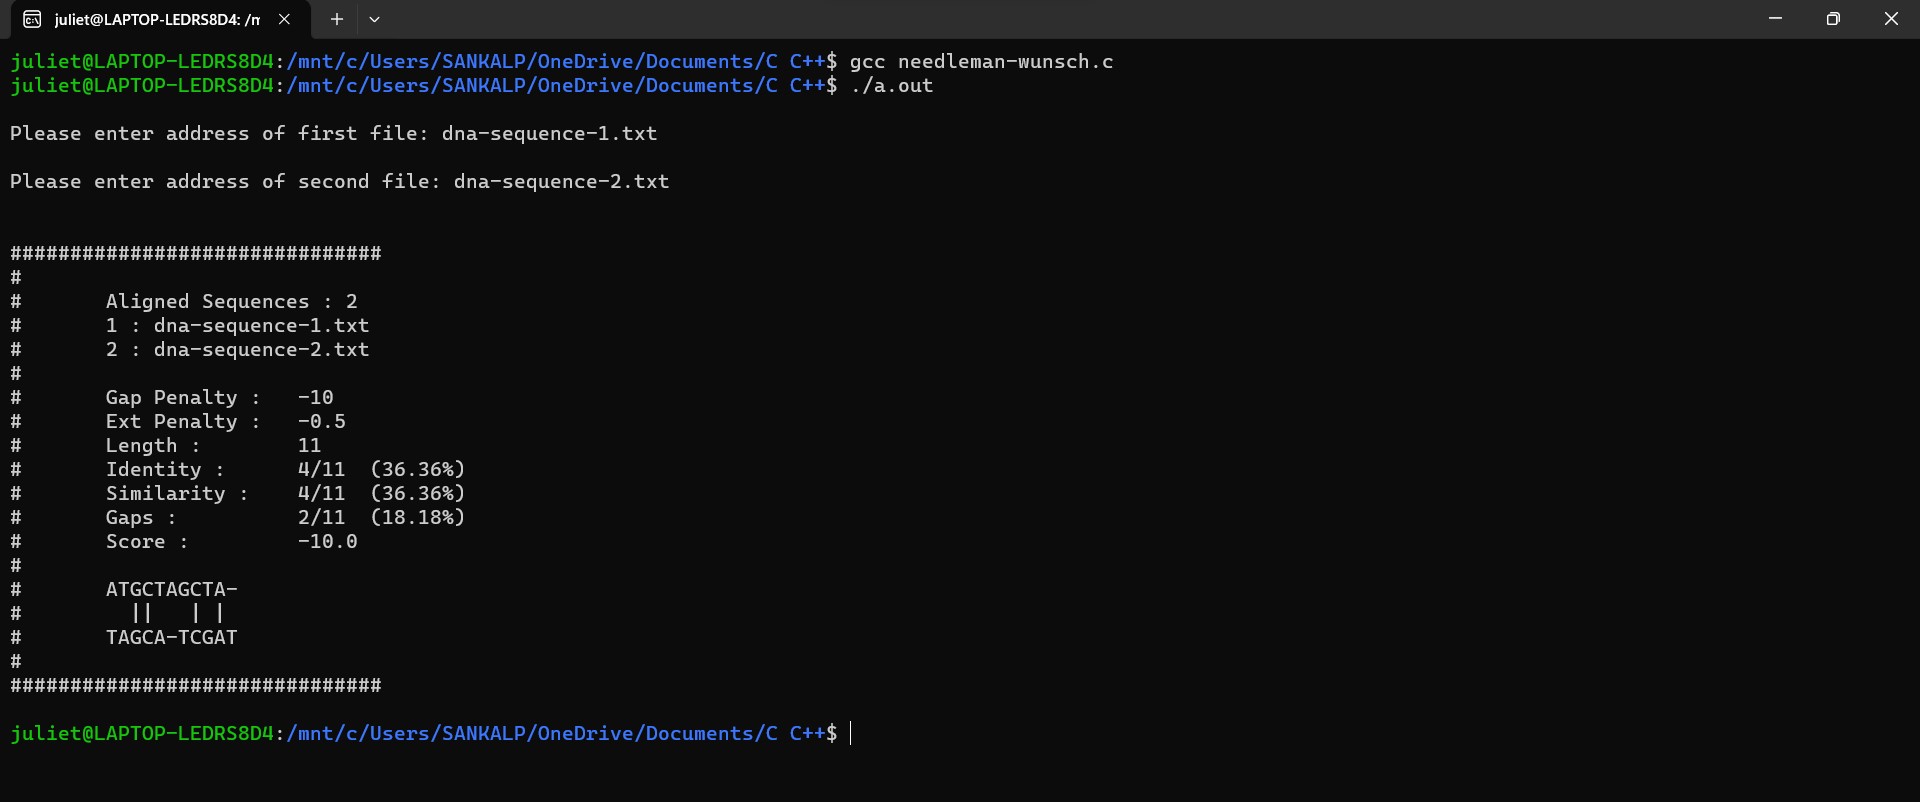 juliet@LAPTOP-LEDRS8D4: /m
juliet@LAPTOP-LEDRS8D4:/mnt/c/Users/SANKALP/OneDrive/Documents/C C++$ gcc needleman-wunsch.c
juliet@LAPTOP-LEDRS8D4:/mnt/c/Users/SANKALP/OneDrive/Documents/C C++$ ./a.out
Please enter address of first file: dna-sequence-1.txt
Please enter address of second file: dna-sequence-2.txt
###############################
#
#       Aligned Sequences : 2
#       1 : dna-sequence-1.txt
#       2 : dna-sequence-2.txt
#
#       Gap Penalty :   -10
#       Ext Penalty :   -0.5
#       Length :        11
#       Identity :      4/11  (36.36%)
#       Similarity :    4/11  (36.36%)
#       Gaps :          2/11  (18.18%)
#       Score :         -10.0
#
#       ATGCTAGCTA-
#         ||   | |
#       TAGCA-TCGAT
#
###############################
juliet@LAPTOP-LEDRS8D4:/mnt/c/Users/SANKALP/OneDrive/Documents/C C++$